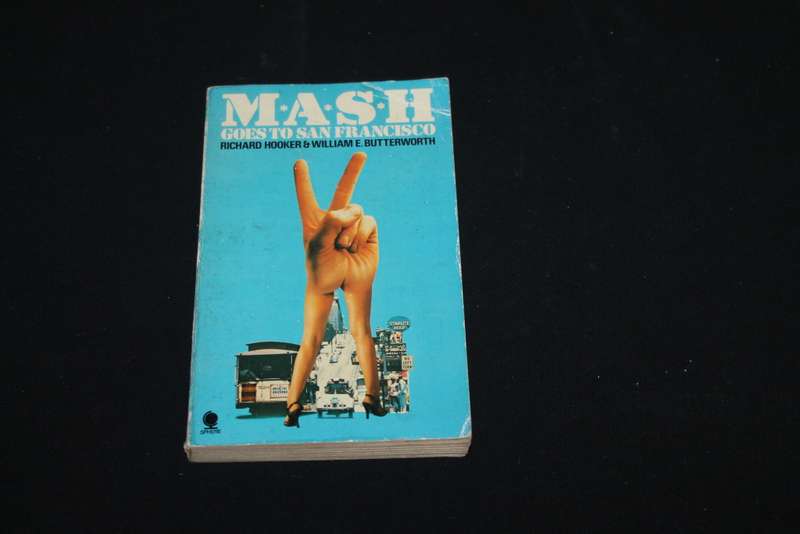 M*A*S*H
GOES TO SAN FRANCISCO
RICHARD HOOKER & WILLIAM E. BUTTERWORTH
SPHERE